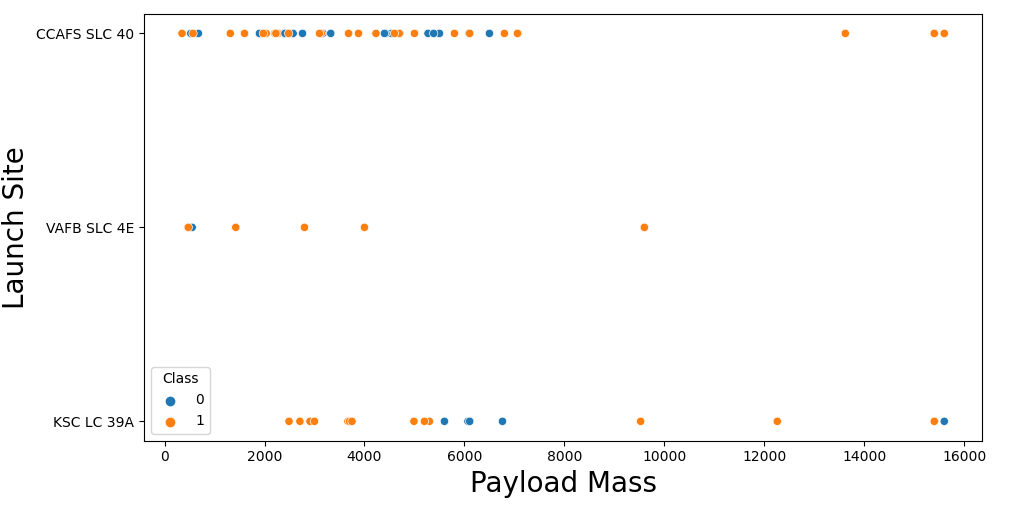 CCAFS SLC 40
VAFB SLC 4E
KSC LC 39A
Launch Site
Class
0
1
0 2000 4000 6000 8000 10000 12000 14000 16000
Payload Mass